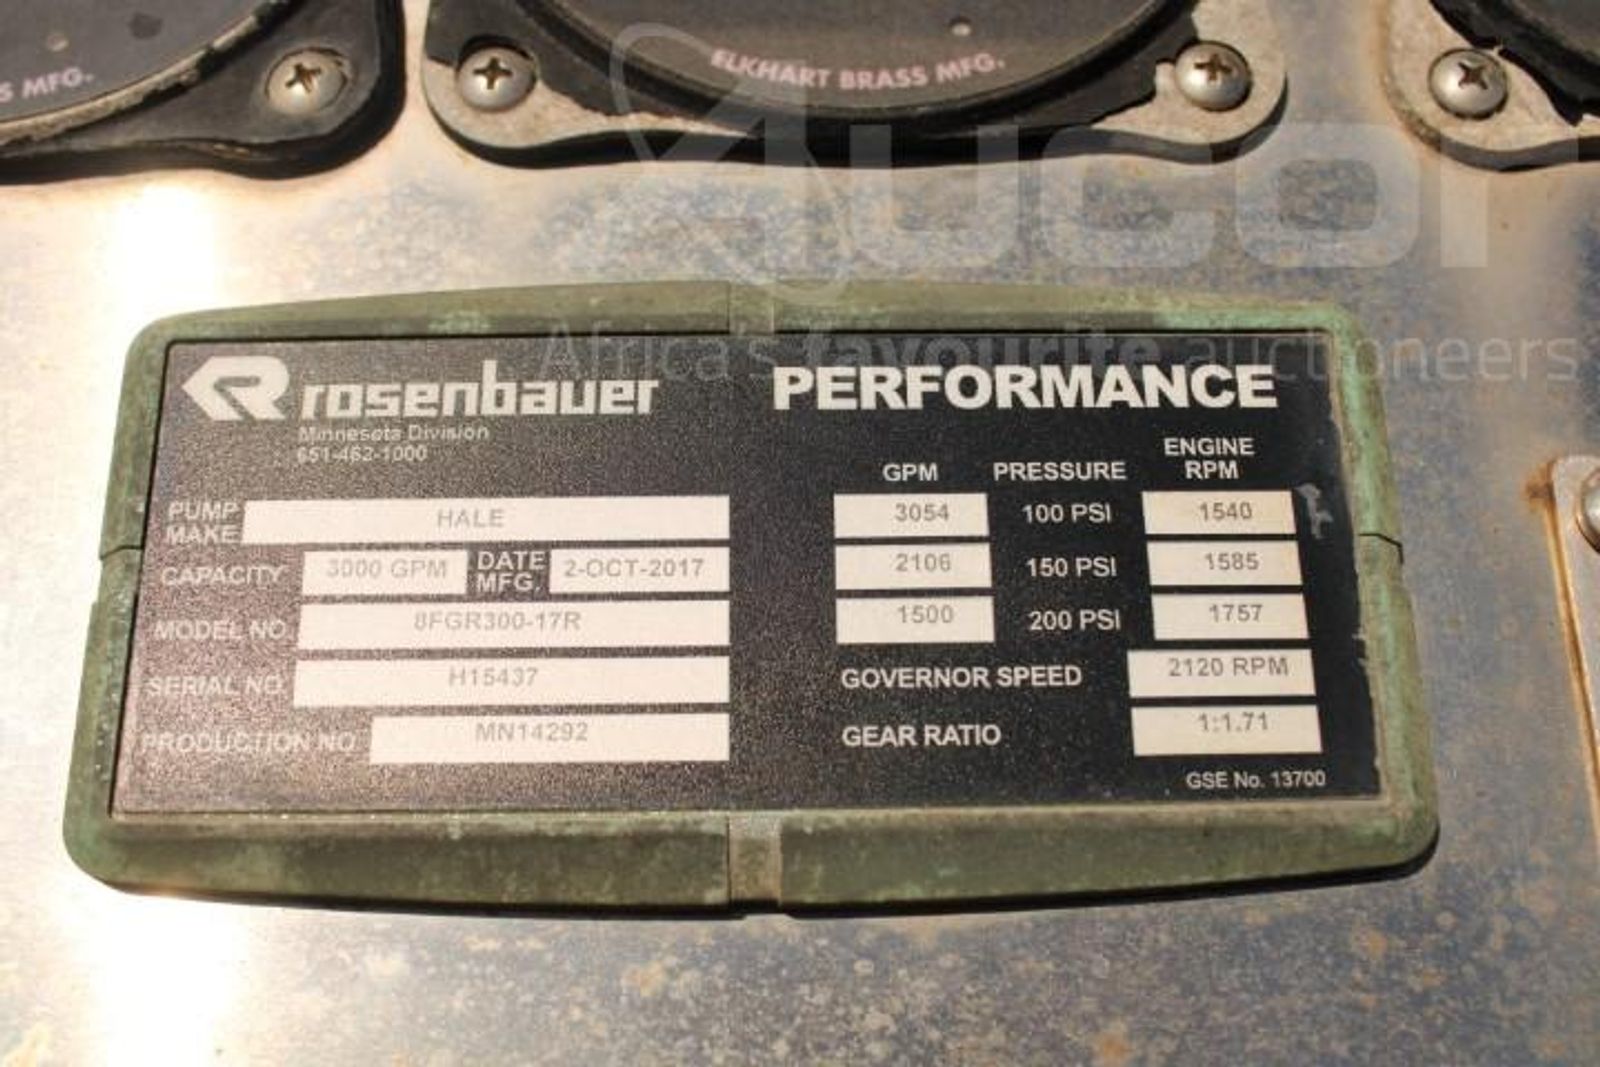 S MFG.
ELKHART BRASS MFG.
Aucor
Africa's favourite auctioneers
R rosenbauer
Minnesota Division
651-462-1000
PERFORMANCE
GPM PRESSURE ENGINE RPM
3054 100 PSI 1540
2106 150 PSI 1585
1500 200 PSI 1757
GOVERNOR SPEED 2120 RPM
GEAR RATIO 1:1.71
GSE No. 13700
PUMP MAKE HALE
CAPACITY 3000 GPM DATE MFG. 2-OCT-2017
MODEL NO 8FGR300-17R
SERIAL NO. H15437
PRODUCTION NO MN14292